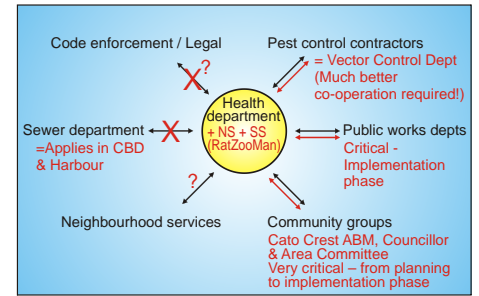 Code enforcement / Legal
Pest control contractors
= Vector Control Dept
(Much better
co-operation required!)
X?
Health
department
+ NS + SS
(RatZooMan)
Sewer department
=Applies in CBD
& Harbour
X
Public works depts
Critical -
Implementation
phase
?
Neighbourhood services
Community groups
Cato Crest ABM, Councillor
& Area Committee
Very critical – from planning
to implementation phase